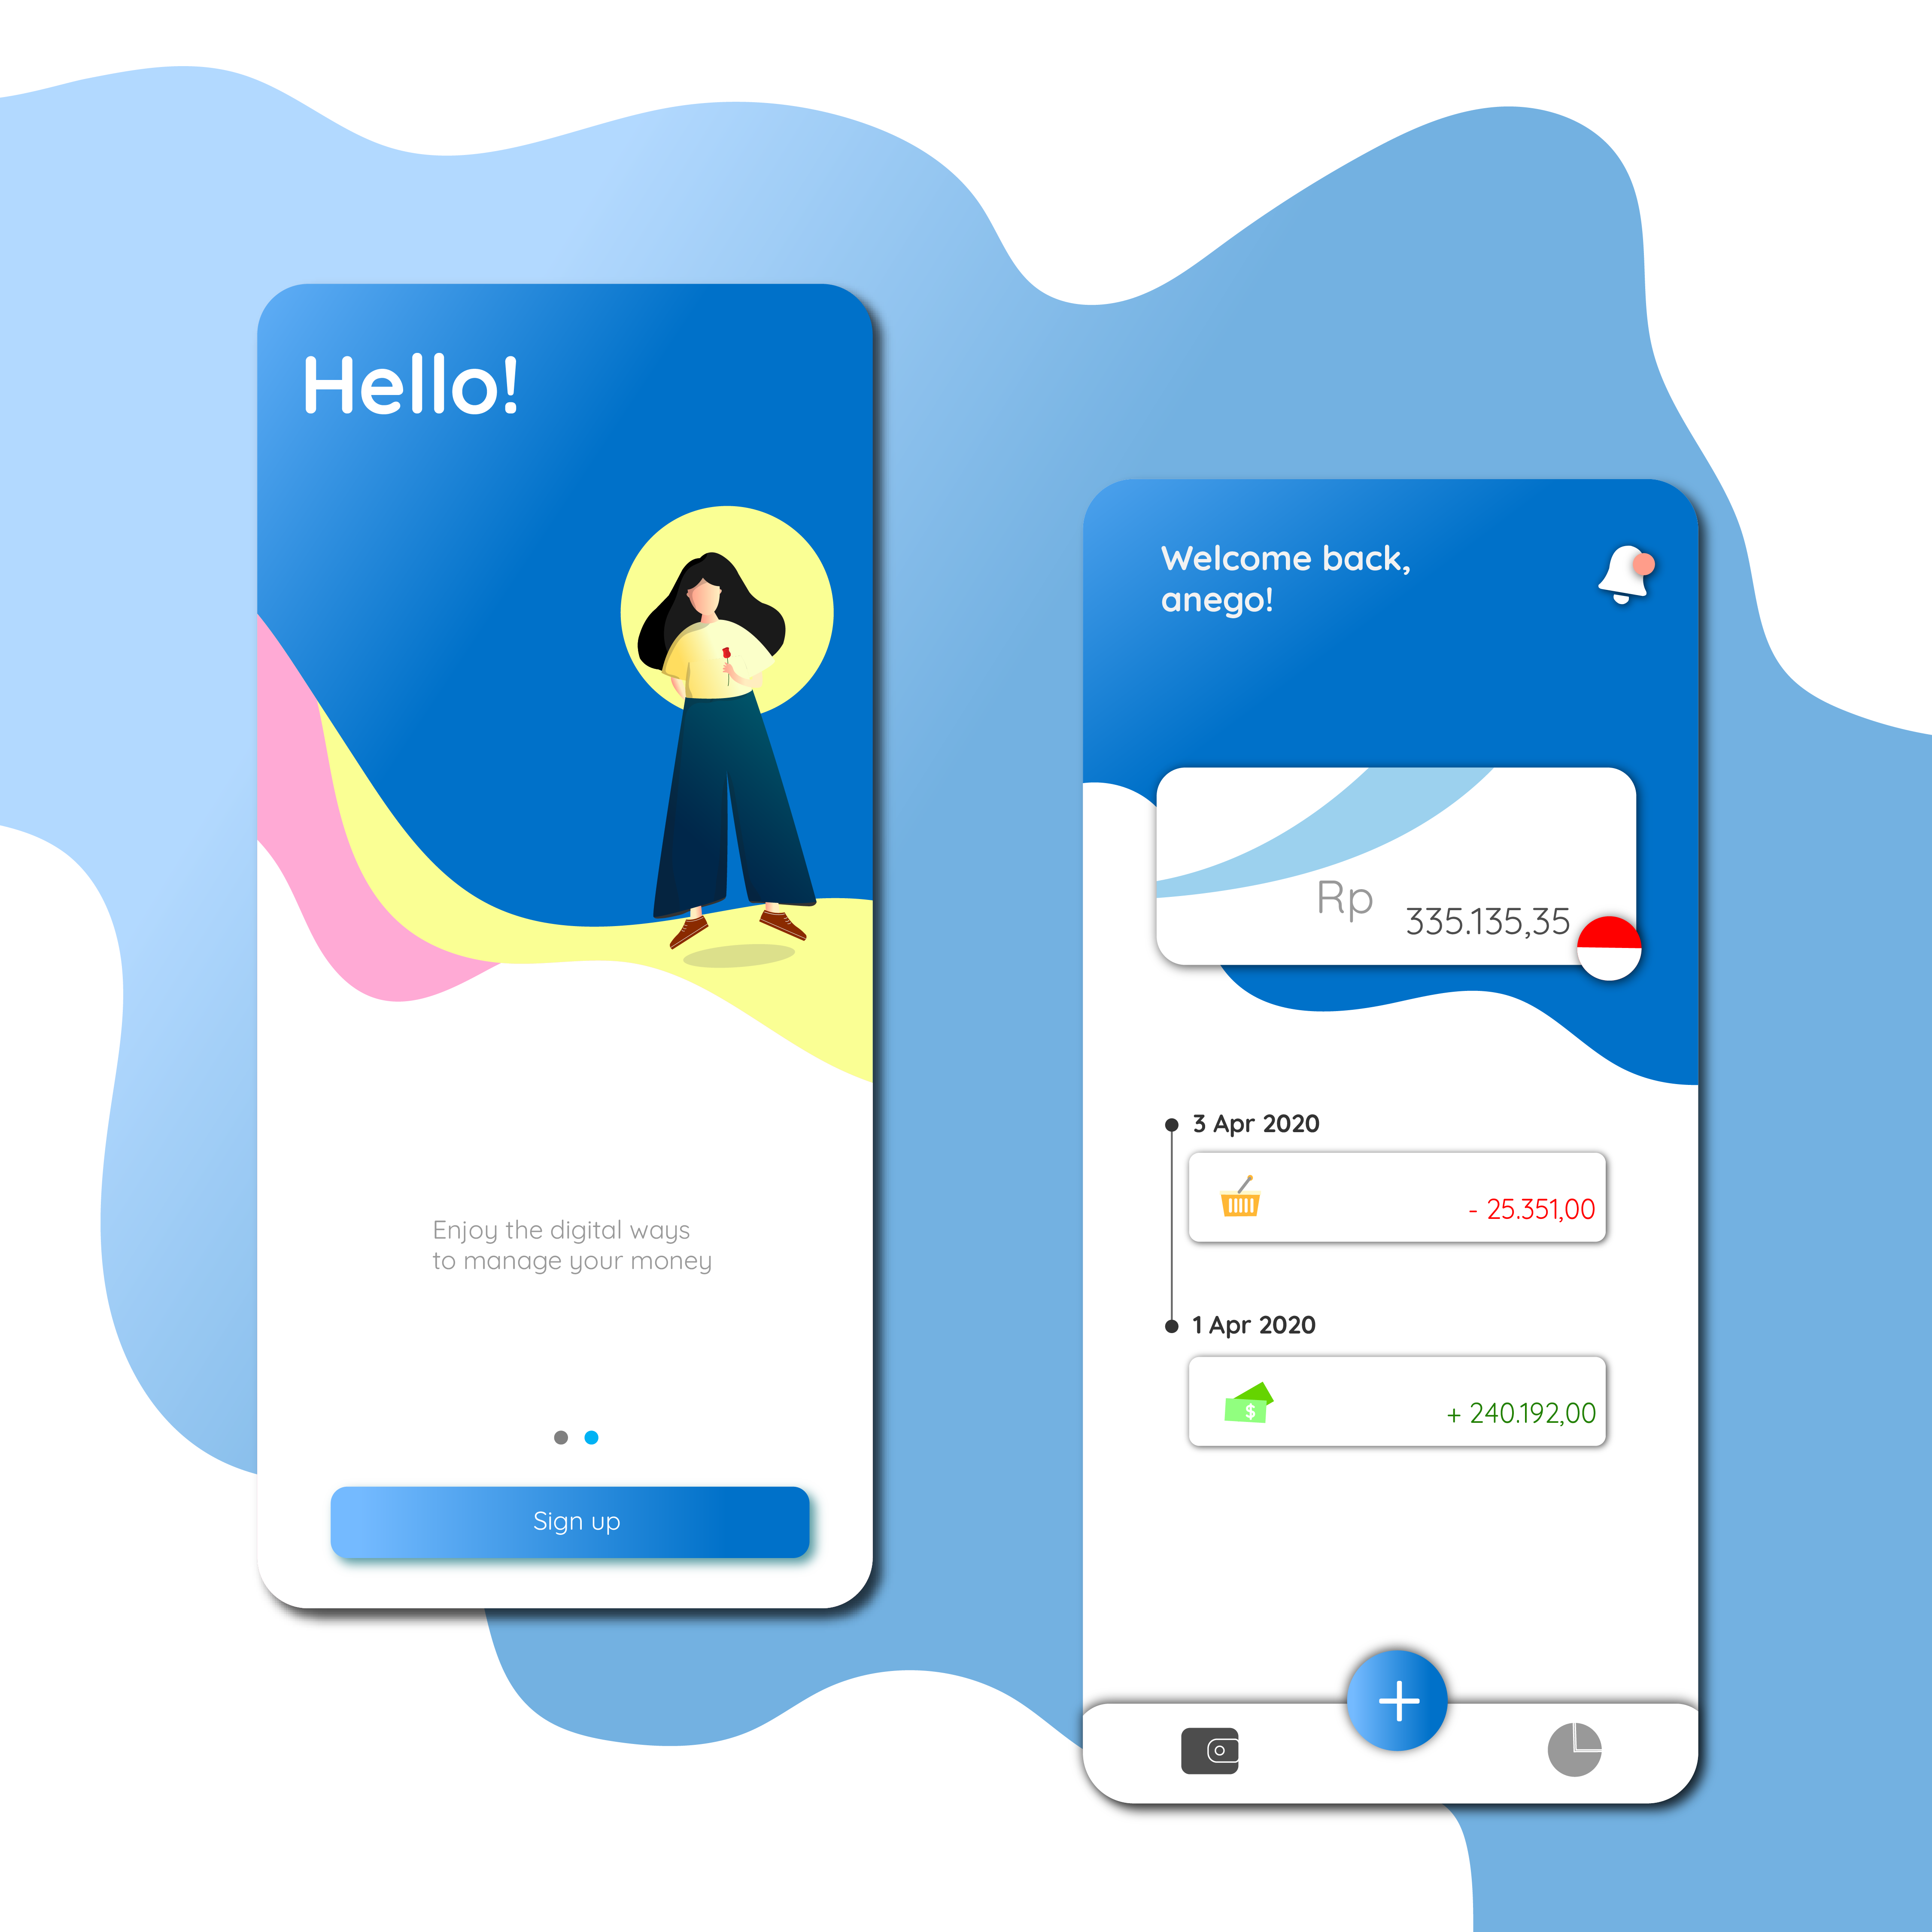 Hello!
Enjoy the digital ways
to manage your money
Sign up
Welcome back,
anego!
Rp 335.135,35
3 Apr 2020
- 25.351,00
1 Apr 2020
$
+ 240.192,00